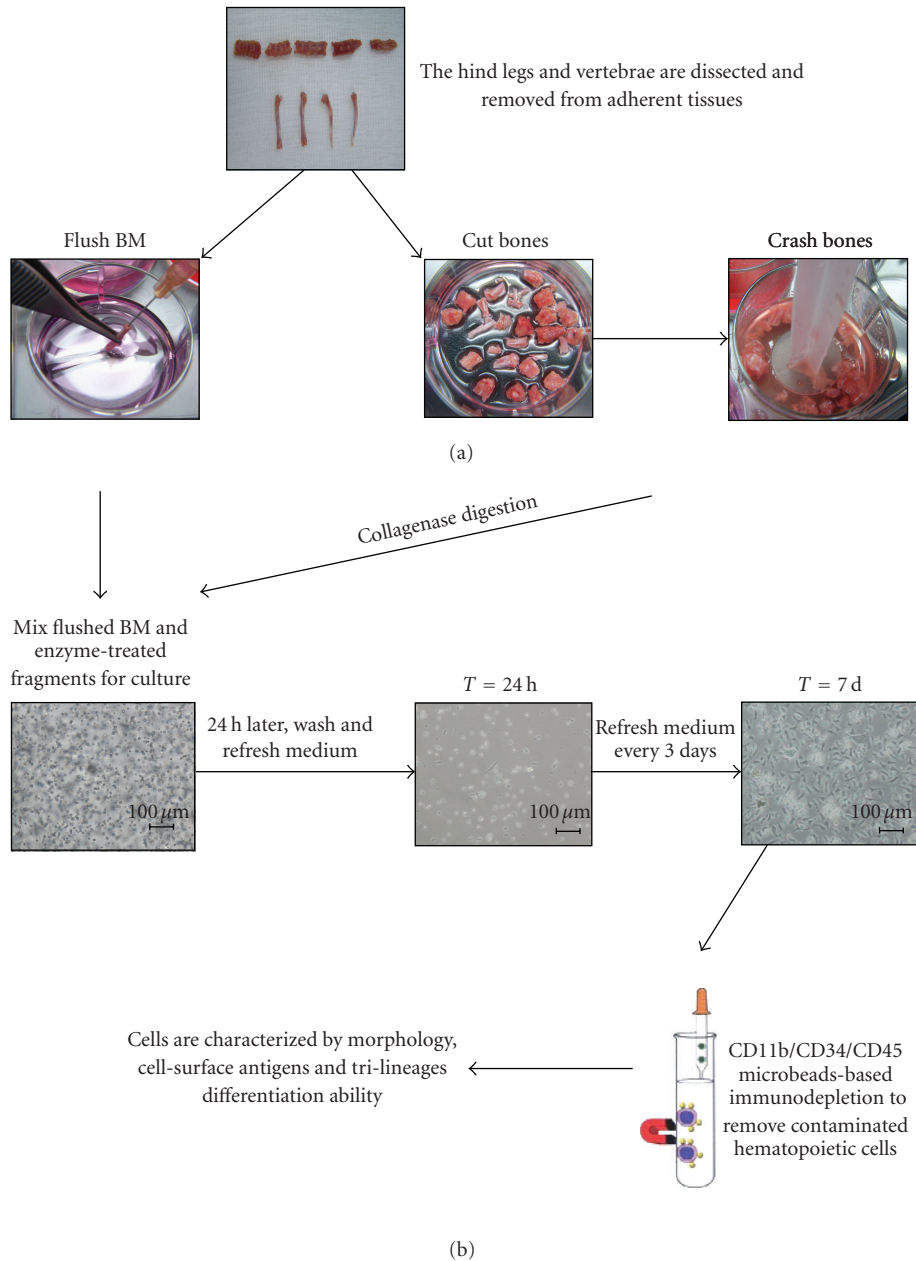 The hind legs and vertebrae are dissected and
removed from adherent tissues
Flush BM
Cut bones
Crash bones
(a)
Collagenase digestion
Mix flushed BM and
enzyme-treated
fragments for culture
24 h later, wash and
refresh medium
T = 24 h
Refresh medium
every 3 days
T = 7 d
100 μm
100 μm
100 μm
CD11b/CD34/CD45
microbeads-based
immunodepletion to
remove contaminated
hematopoietic cells
Cells are characterized by morphology,
cell-surface antigens and tri-lineages
differentiation ability
(b)